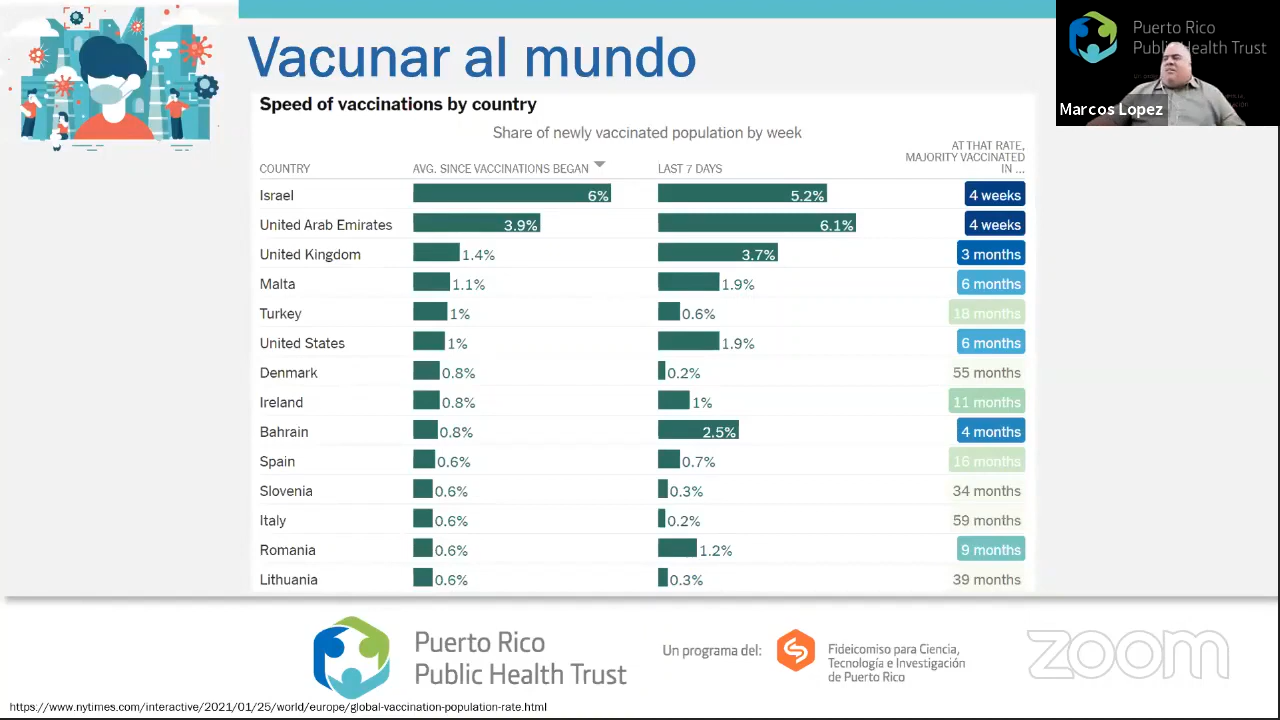 Vacunar al mundo
Puerto Rico
Public Health Trust
Marcos Lopez
Speed of vaccinations by country
Share of newly vaccinated population by week
COUNTRY AVG. SINCE VACCINATIONS BEGAN LAST 7 DAYS AT THAT RATE,
MAJORITY VACCINATED
IN ...
Israel 6% 5.2% 4 weeks
United Arab Emirates 3.9% 6.1% 4 weeks
United Kingdom 1.4% 3.7% 3 months
Malta 1.1% 1.9% 6 months
Turkey 1% 0.6% 18 months
United States 1% 1.9% 6 months
Denmark 0.8% 0.2% 55 months
Ireland 0.8% 1% 11 months
Bahrain 0.8% 2.5% 4 months
Spain 0.6% 0.7% 16 months
Slovenia 0.6% 0.3% 34 months
Italy 0.6% 0.2% 59 months
Romania 0.6% 1.2% 9 months
Lithuania 0.6% 0.3% 39 months
Puerto Rico
Public Health Trust
Un programa del:
Fideicomiso para Ciencia,
Tecnología e Investigación
de Puerto Rico
zoom
https://www.nytimes.com/interactive/2021/01/25/world/europe/global-vaccination-population-rate.html